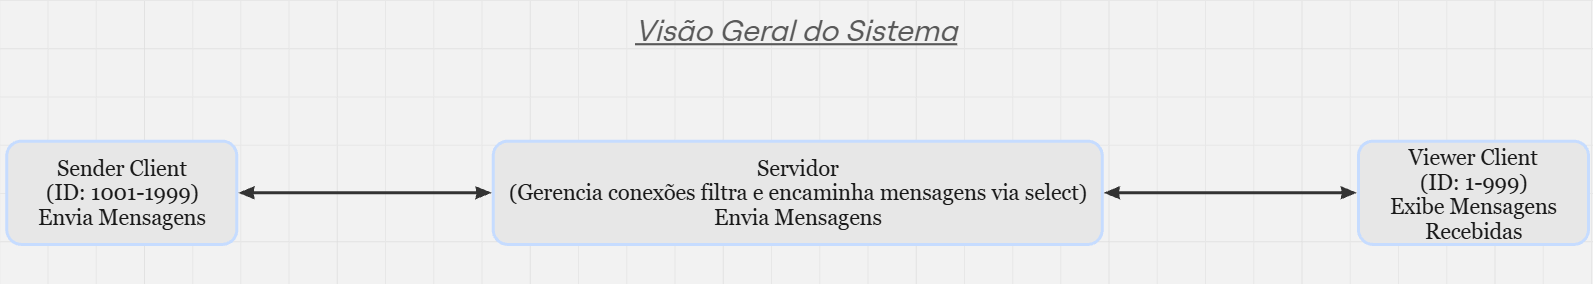 Visão Geral do Sistema
Sender Client
(ID: 1001-1999)
Envia Mensagens
Servidor
(Gerencia conexões filtra e encaminha mensagens via select)
Envia Mensagens
Viewer Client
(ID: 1-999)
Exibe Mensagens
Recebidas